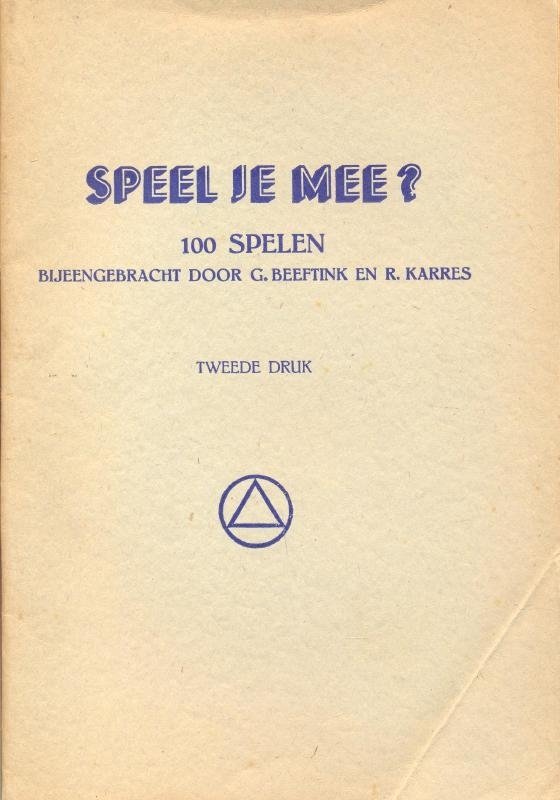 SPEEL JE MEE?
100 SPELEN
BIJEENGEBRACHT DOOR G. BEEFTINK EN R. KARRES
TWEEDE DRUK